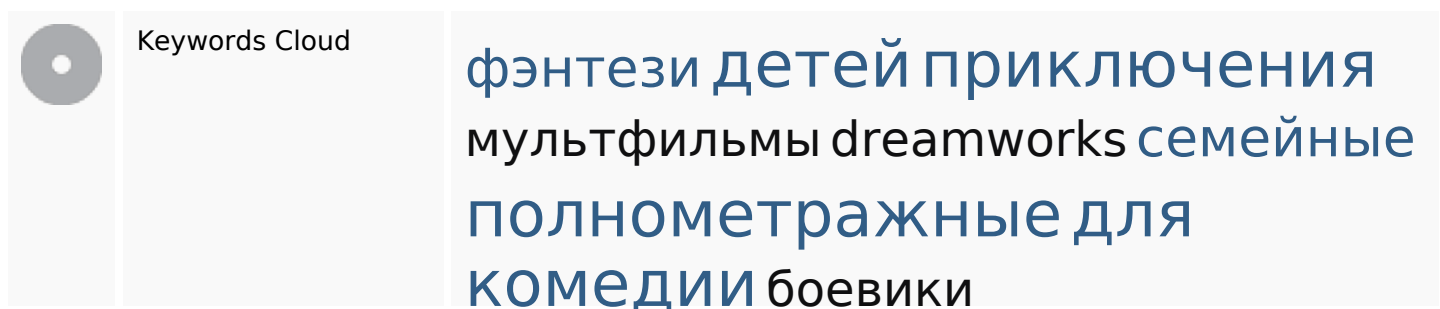 Keywords Cloud
фэнтези детей приключения
мультфильмы dreamworks семейные
полнометражные для
комедии боевики